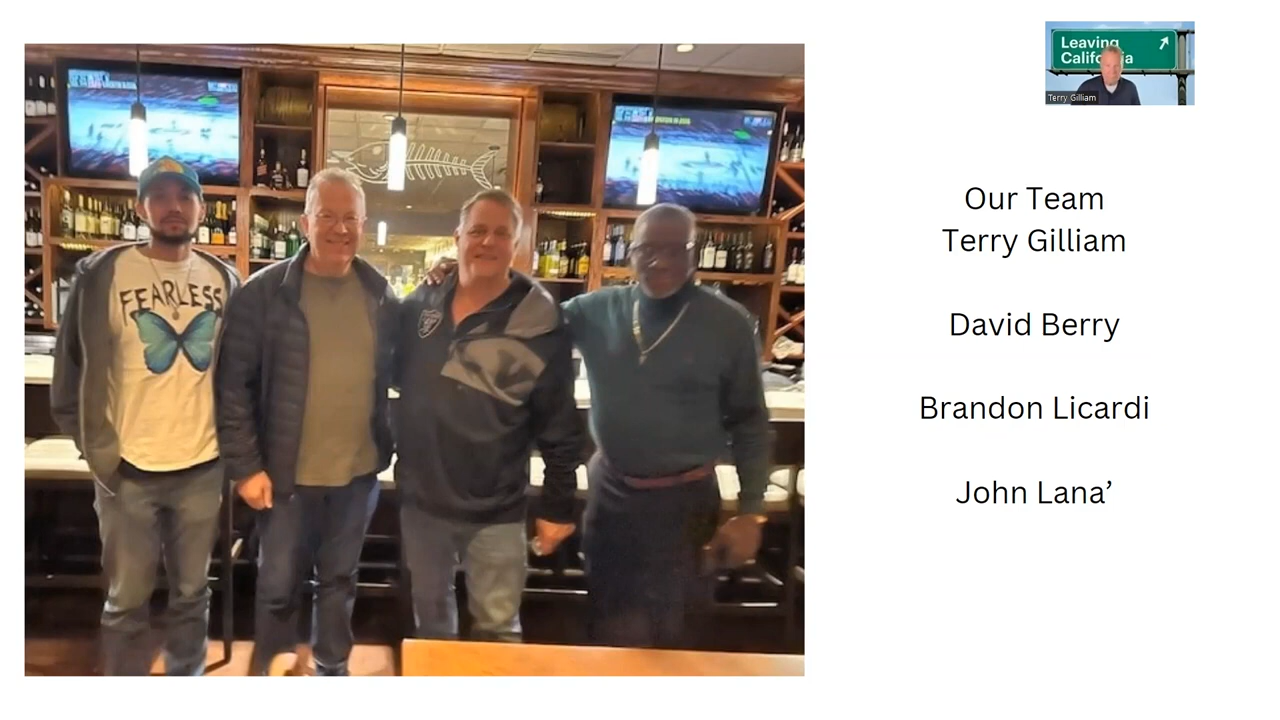 Leaving
California
Terry Gilliam
Our Team
Terry Gilliam
David Berry
Brandon Licardi
John Lana’
FEARLESS